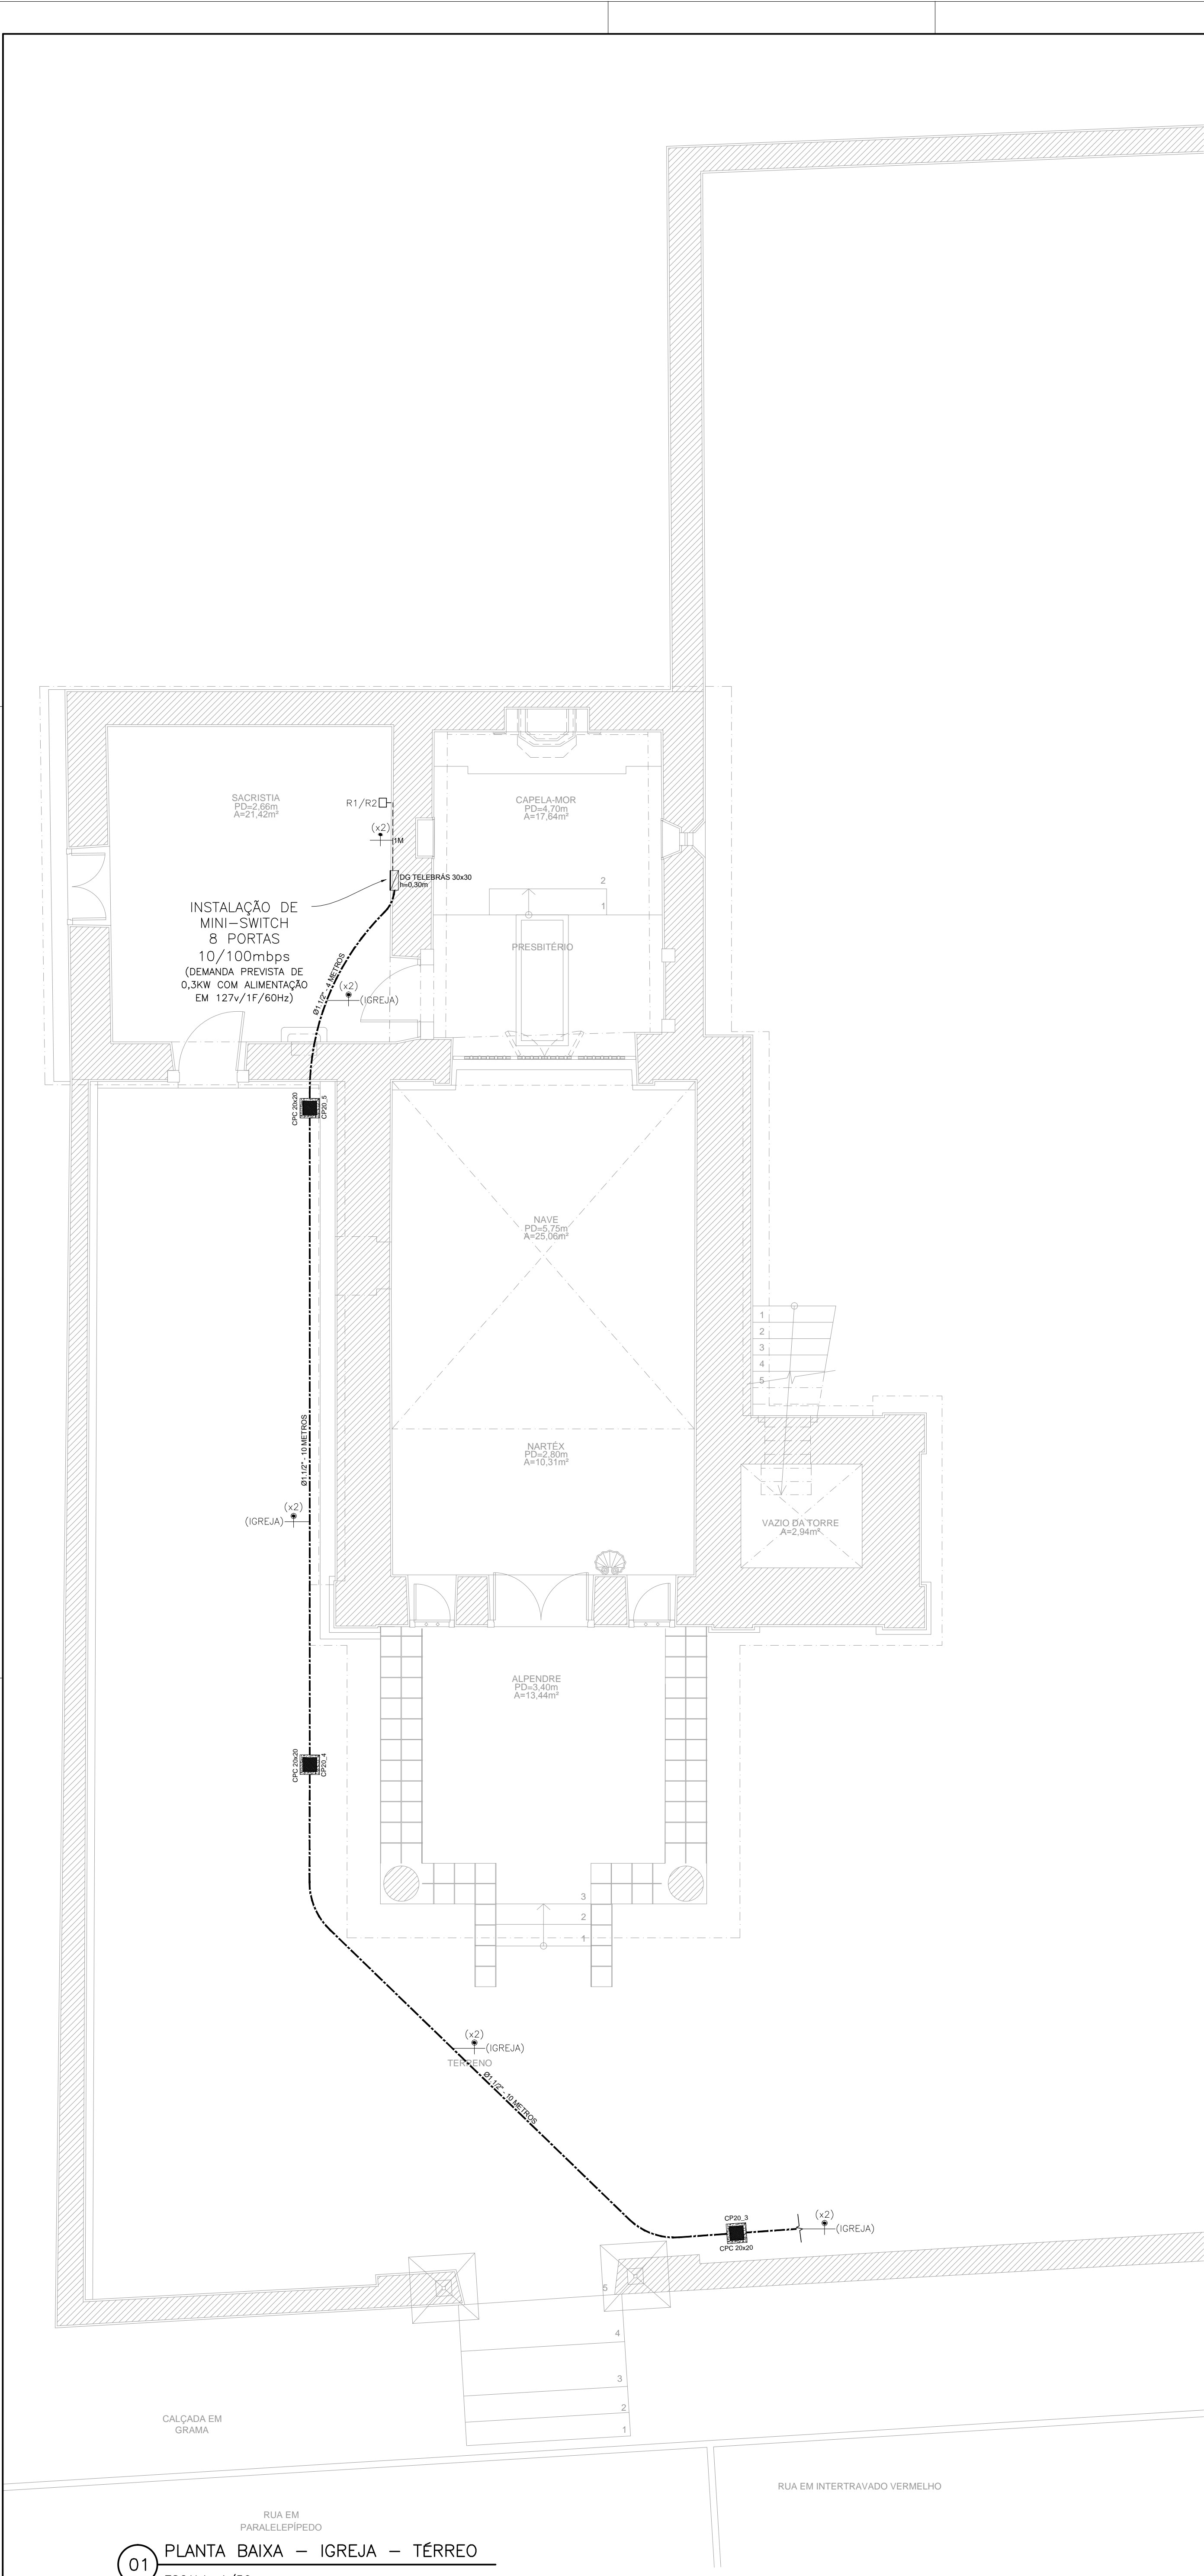 SACRISTIA
PD=2,66m
A=21,42m²
CAPELA-MOR
PD=4,70m
A=17,64m²
R1/R2
(x2)
1M
DG TELEBRÁS 30x30
h=0,30m
2
1
INSTALAÇÃO DE
MINI-SWITCH
8 PORTAS
10/100mbps
(DEMANDA PREVISTA DE
0,3KW COM ALIMENTAÇÃO
EM 127v/1F/60Hz)
PRESBITÉRIO
Ø1.1/2" - 4 METROS
(x2)
(IGREJA)
CPC 20x20
CP20_5
NAVE
PD=5,75m
A=25,06m²
1
2
3
4
5
Ø1.1/2" - 10 METROS
NARTÉX
PD=2,80m
A=10,31m²
(x2)
(IGREJA)
VAZIO DA TORRE
A=2,94m²
ALPENDRE
PD=3,40m
A=13,44m²
CPC 20x20
CP20_4
3
2
1
(x2)
(IGREJA)
TERRENO
Ø1.1/2" - 10 METROS
CP20_3
CPC 20x20
(x2)
(IGREJA)
5
4
3
2
1
CALÇADA EM
GRAMA
RUA EM INTERTRAVADO VERMELHO
RUA EM
PARALELEPÍPEDO
01
PLANTA BAIXA – IGREJA – TÉRREO